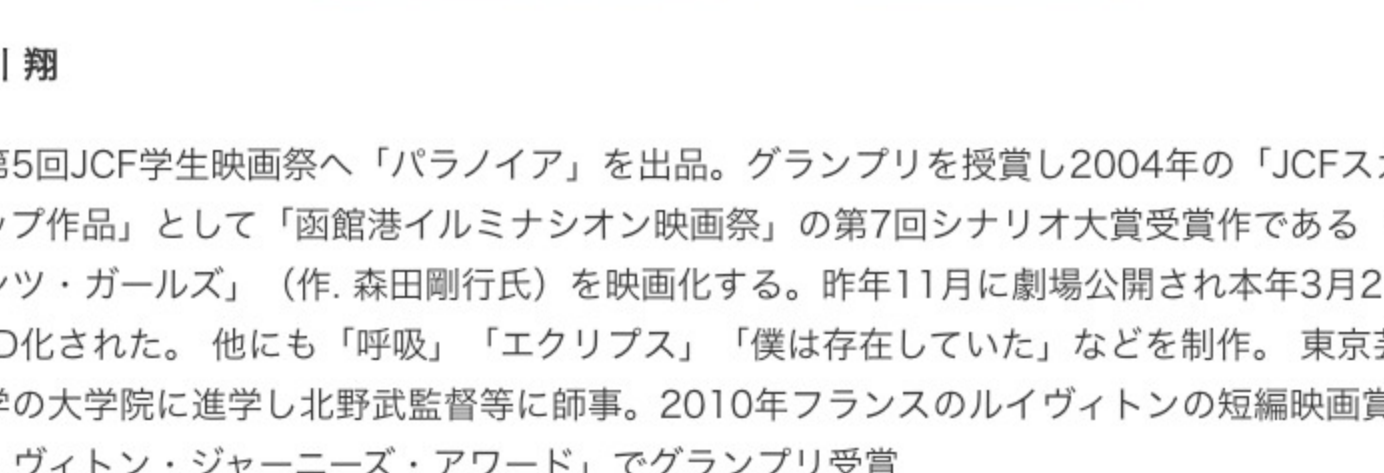 翔
5回JCF学生映画祭へ「パラノイア」を出品。グランプリを授賞し2004年の「JCFス
ップ作品」として「函館港イルミナシオン映画祭」の第7回シナリオ大賞受賞作である「
ツ・ガールズ」（作. 森田剛行氏）を映画化する。昨年11月に劇場公開され本年3月2
D化された。 他にも「呼吸」「エクリプス」「僕は存在していた」などを制作。 東京
学の大学院に進学し北野武監督等に師事。2010年フランスのルイヴィトンの短編映画賞
ヴィトン・ジャーニーズ・アワード」でグランプリ受賞